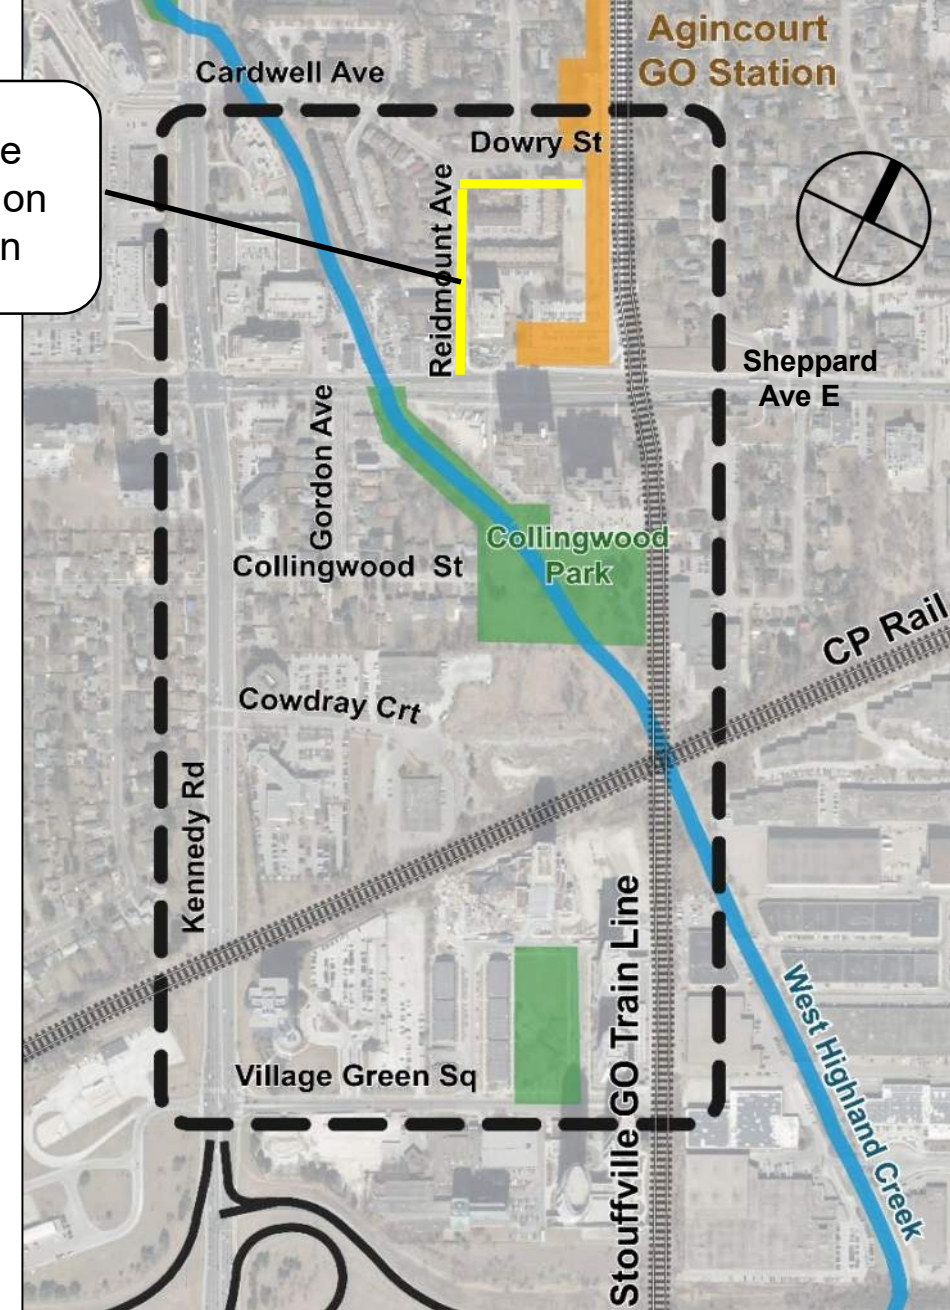 Agincourt
GO Station
Cardwell Ave
e
on
n
Dowry St
Reidmount Ave
Sheppard
Ave E
Gordon Ave
Collingwood
Park
Collingwood St
CP Rail
Cowdray Crt
Kennedy Rd
Stouffville GO Train Line
West Highland Creek
Village Green Sq